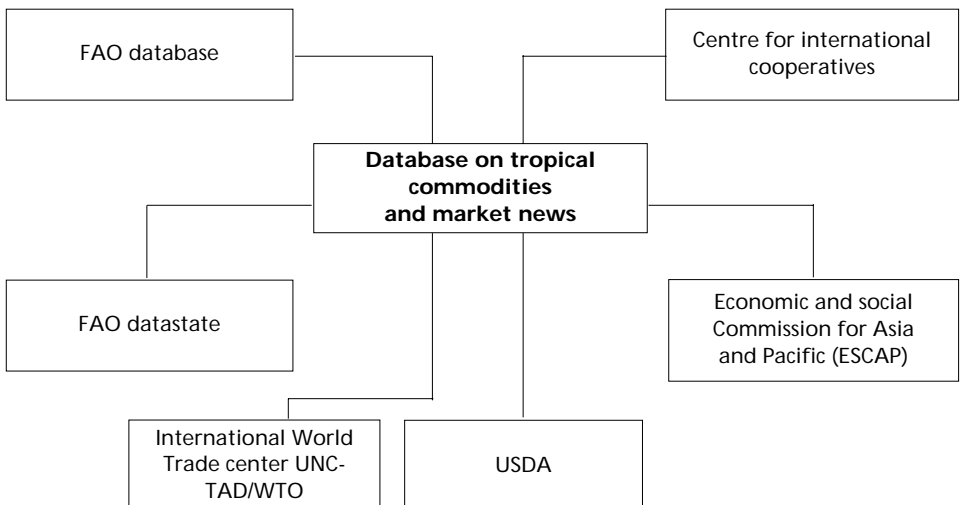 FAO database
Centre for international
cooperatives
Database on tropical
commodities
and market news
FAO datastate
Economic and social
Commission for Asia
and Pacific (ESCAP)
International World
Trade center UNC-
TAD/WTO
USDA